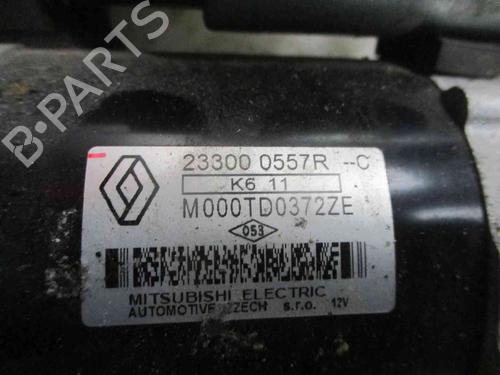 B-Parts
23300 0557R --C
K6 11
M000TD0372ZE
053
MITSUBISHI ELECTRIC
AUTOMOTIVE CZECH s.r.o. 12V